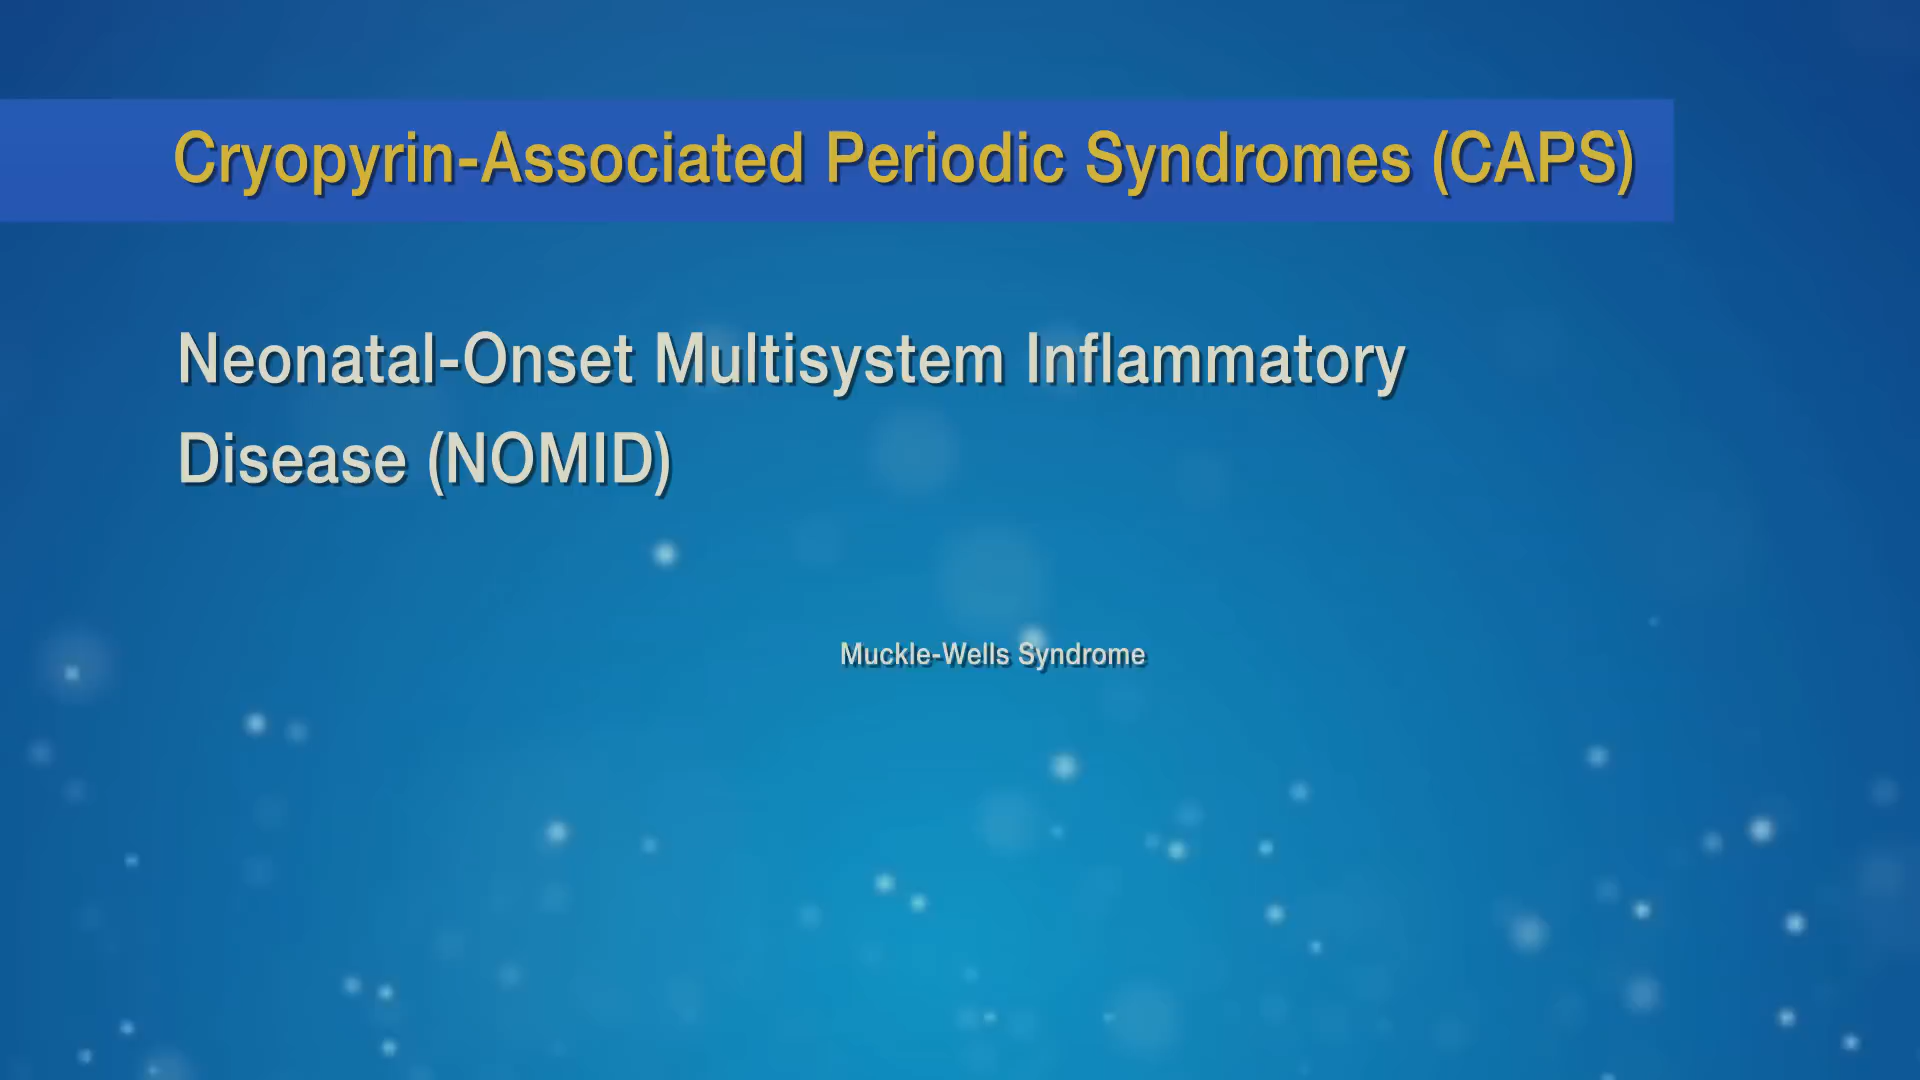 Cryopyrin-Associated Periodic Syndromes (CAPS)
Neonatal-Onset Multisystem Inflammatory
Disease (NOMID)
Muckle-Wells Syndrome